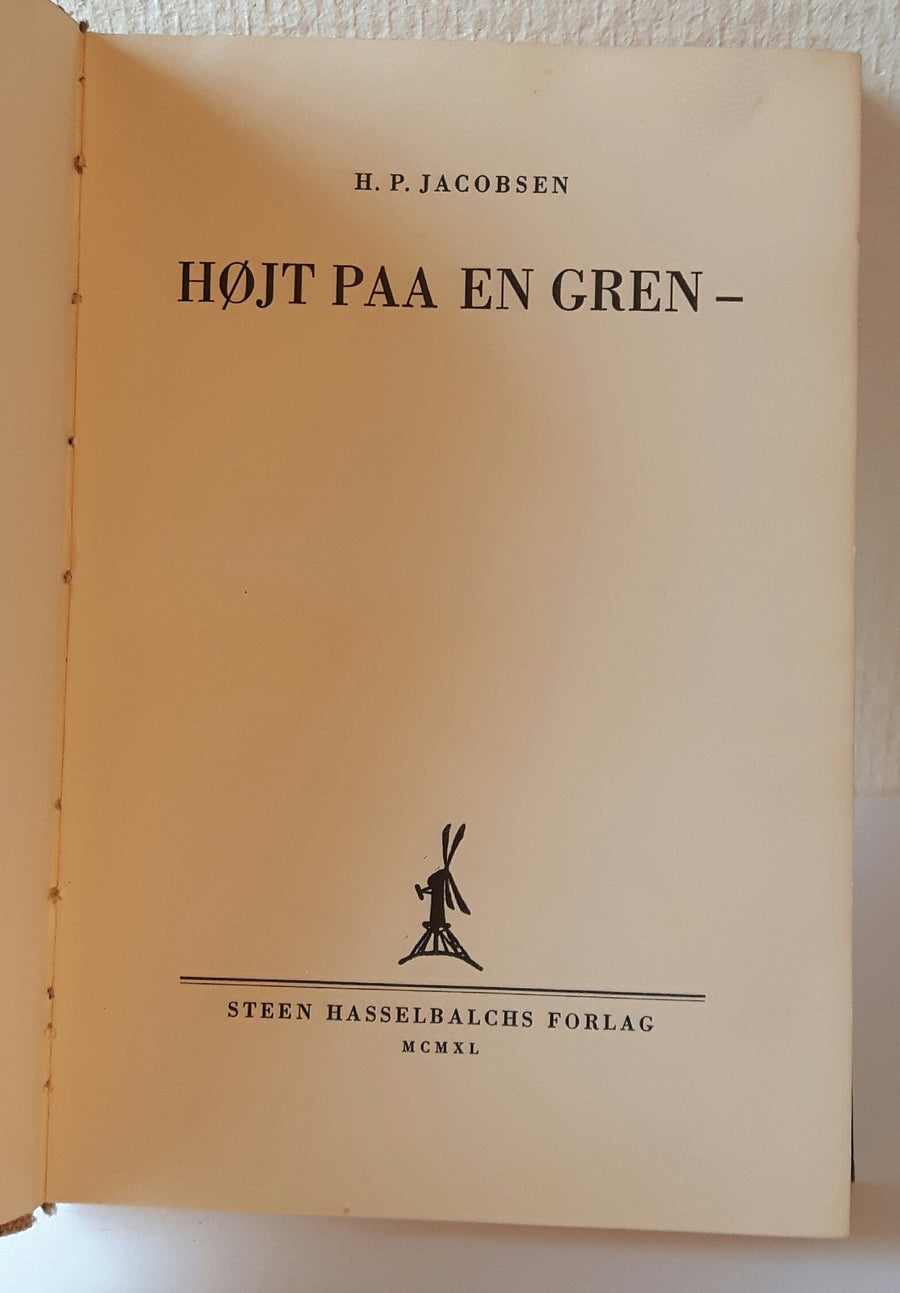 H. P. JACOBSEN
HØJT PAA EN GREN –
STEEN HASSELBALCHS FORLAG
MCMXL